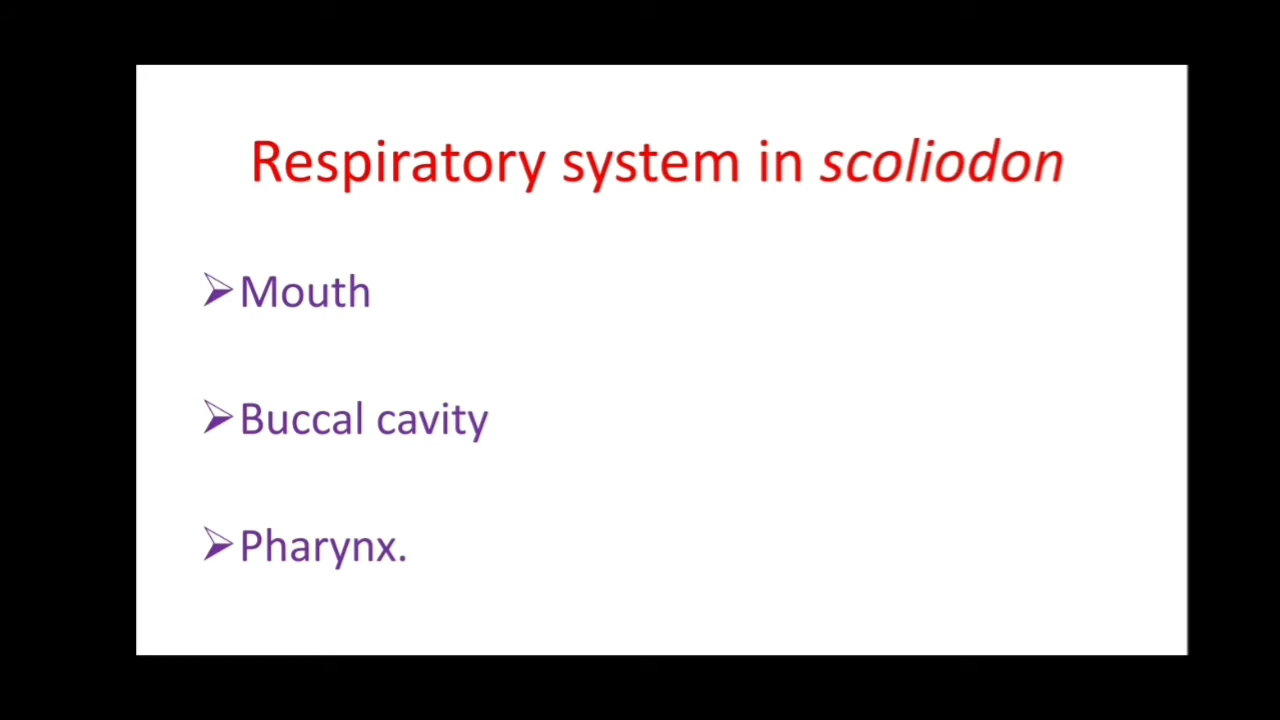 Respiratory system in scoliodon
➢Mouth
➢Buccal cavity
➢Pharynx.